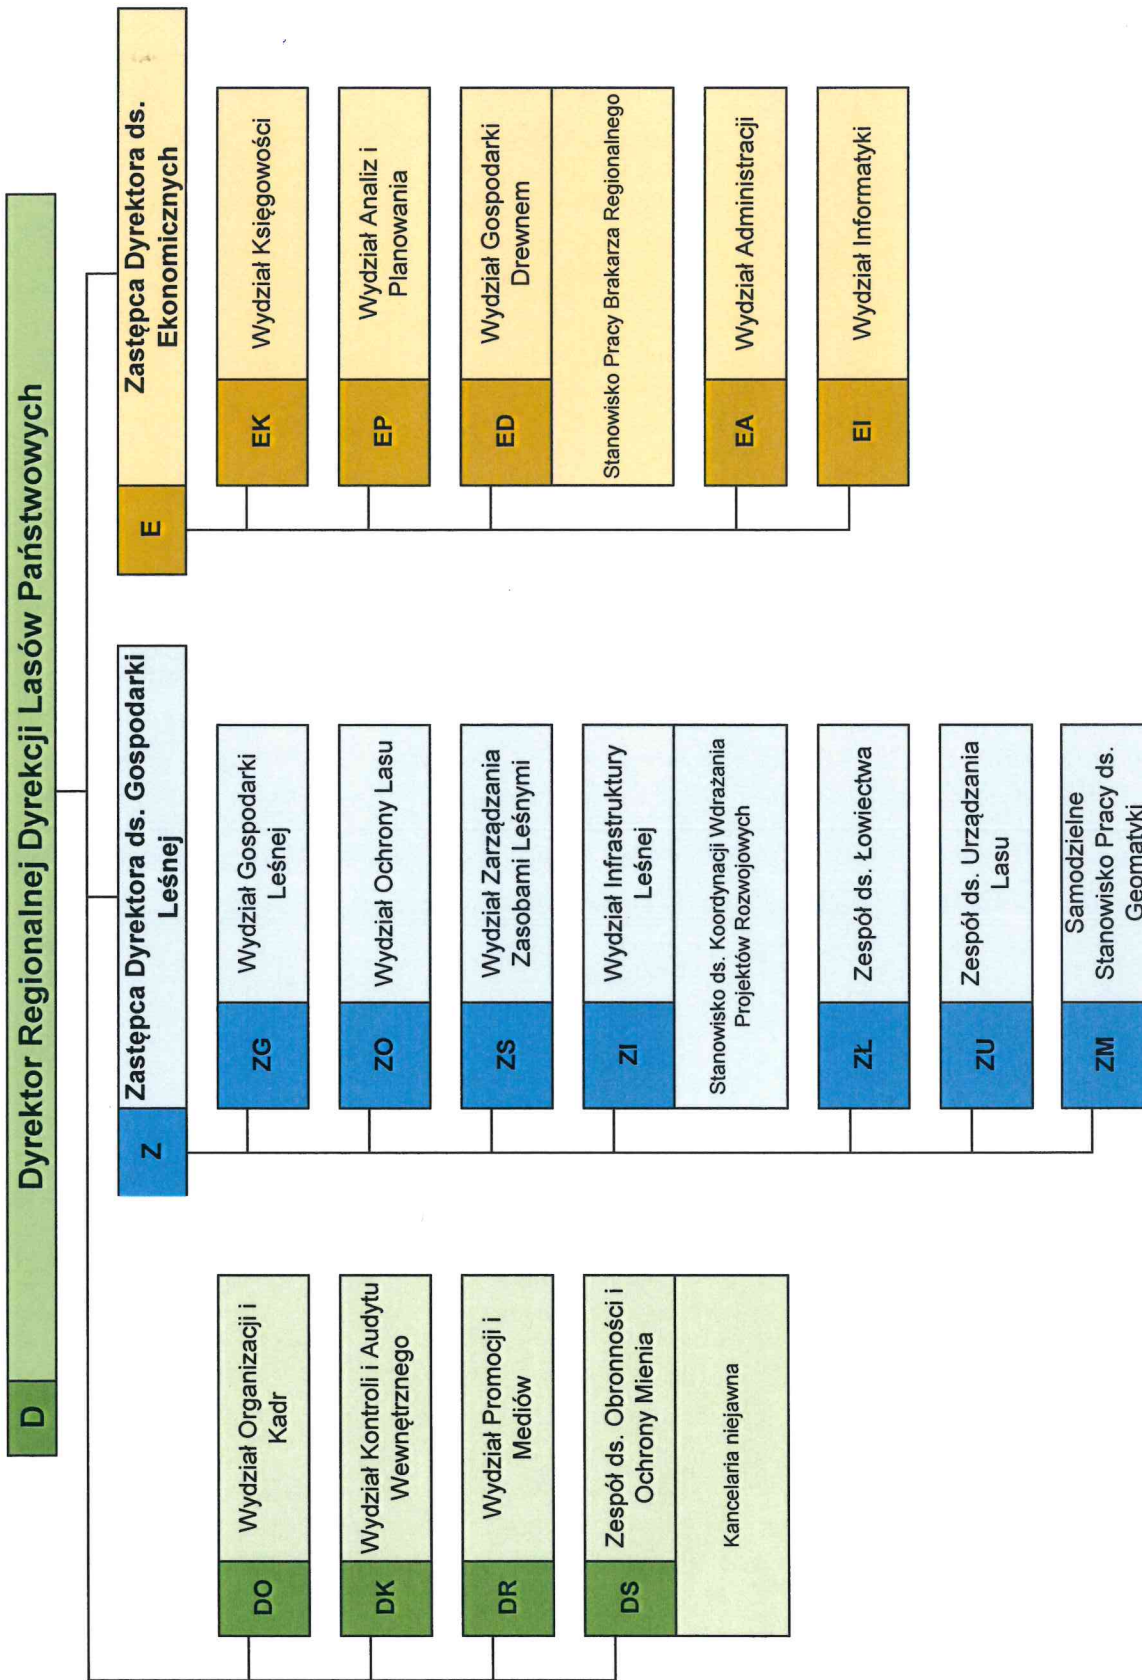 D
Dyrektor Regionalnej Dyrekcji Lasów Państwowych
DO
Wydział Organizacji i
Kadr
DK
Wydział Kontroli i Audytu
Wewnętrznego
DR
Wydział Promocji i
Mediów
DS
Zespół ds. Obronności i
Ochrony Mienia
Kancelaria niejawna
Z
Zastępca Dyrektora ds. Gospodarki
Leśnej
ZG
Wydział Gospodarki
Leśnej
ZO
Wydział Ochrony Lasu
ZS
Wydział Zarządzania
Zasobami Leśnymi
ZI
Wydział Infrastruktury
Leśnej
Stanowisko ds. Koordynacji Wdrażania
Projektów Rozwojowych
ZŁ
Zespół ds. Łowiectwa
ZU
Zespół ds. Urządzania
Lasu
ZM
Samodzielne
Stanowisko Pracy ds.
Geomatyki
E
Zastępca Dyrektora ds.
Ekonomicznych
EK
Wydział Księgowości
EP
Wydział Analiz i
Planowania
ED
Wydział Gospodarki
Drewnem
Stanowisko Pracy Brakarza Regionalnego
EA
Wydział Administracji
EI
Wydział Informatyki